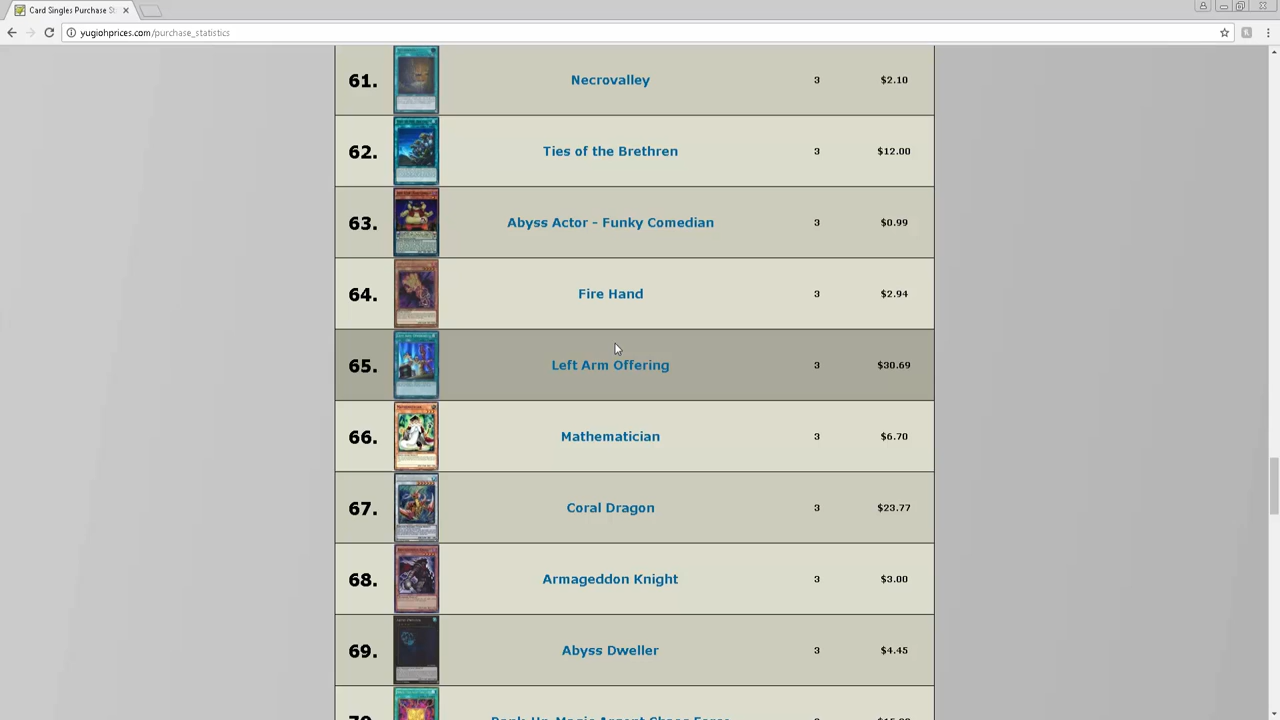 Card Singles Purchase St
yugiohprices.com/purchase_statistics
61. Necrovalley 3 $2.10
62. Ties of the Brethren 3 $12.00
63. Abyss Actor - Funky Comedian 3 $0.99
64. Fire Hand 3 $2.94
65. Left Arm Offering 3 $30.69
66. Mathematician 3 $6.70
67. Coral Dragon 3 $23.77
68. Armageddon Knight 3 $3.00
69. Abyss Dweller 3 $4.45